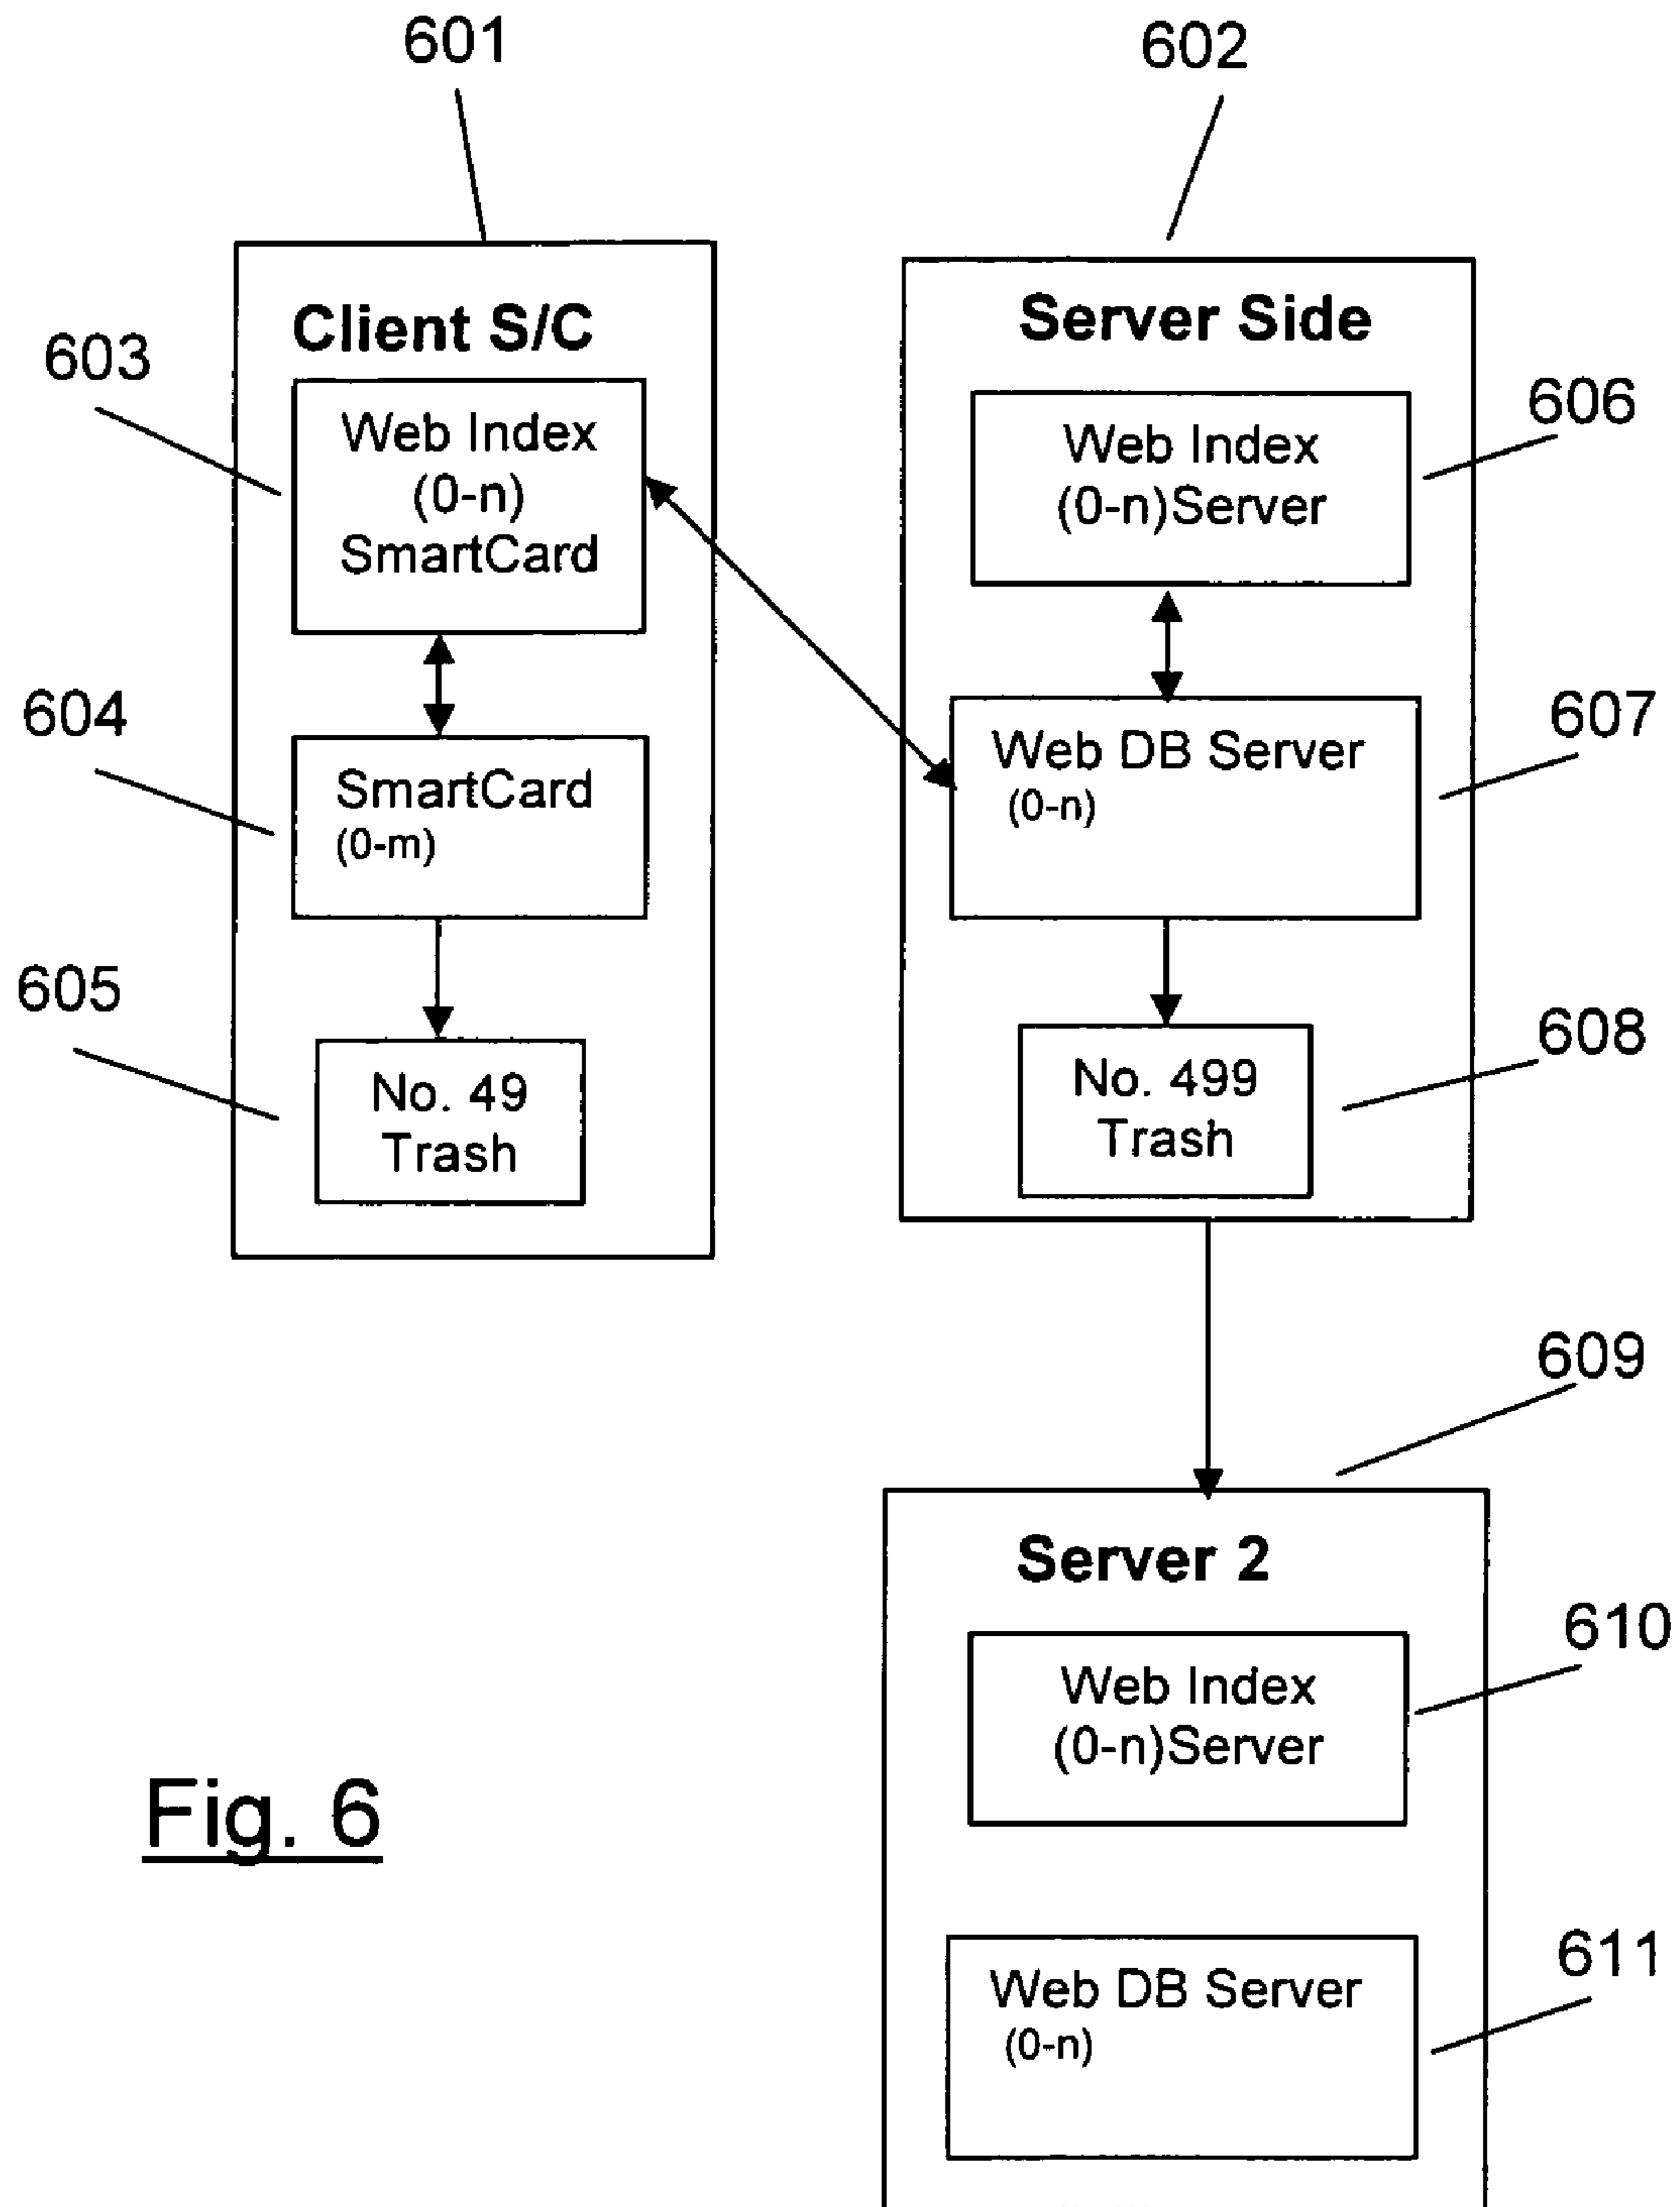 601
602
Client S/C
Server Side
603
Web Index
(0-n)
SmartCard
606
Web Index
(0-n)Server
604
SmartCard
(0-m)
607
Web DB Server
(0-n)
605
No. 49
Trash
608
No. 499
Trash
609
Server 2
610
Web Index
(0-n)Server
Fig. 6
611
Web DB Server
(0-n)